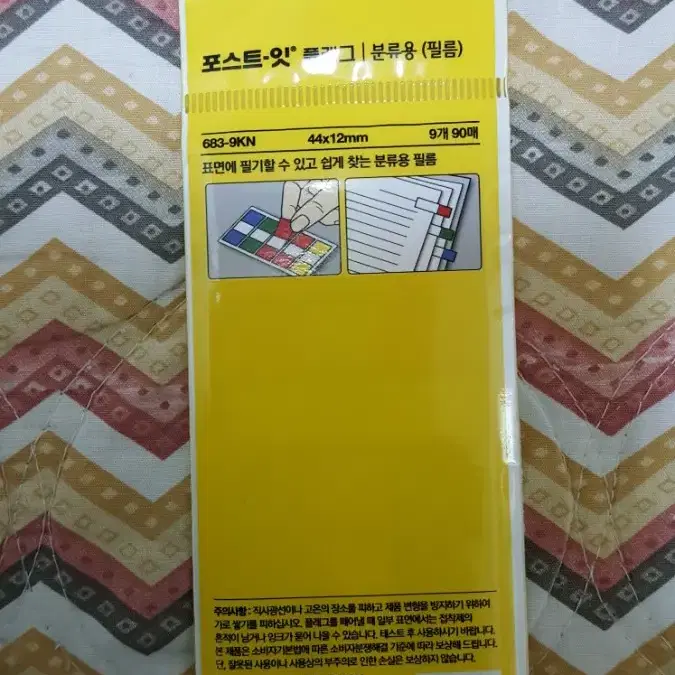 포스트-잇® 플래그 | 분류용 (필름)
683-9KN 44x12mm 9개 90매
표면에 필기할 수 있고 쉽게 찾는 분류용 필름
주의사항 : 직사광선이나 고온의 장소를 피하고 제품 변형을 방지하기 위하여
가로 쌓기를 피하십시오. 플래그를 떼어낼 때 일부 표면에서는 접착제의
흔적이 남거나 잉크가 묻어 나올 수 있습니다. 테스트 후 사용하시기 바랍니다.
본 제품은 소비자기본법에 따른 소비자분쟁해결 기준에 따라 보상해 드립니다.
단, 잘못된 사용이나 사용상의 부주의로 인한 손실은 보상하지 않습니다.